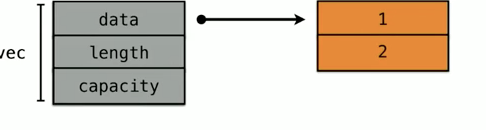 data
1
vec
length
2
capacity